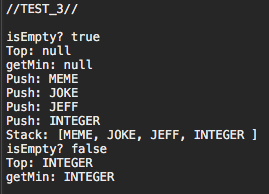 //TEST_3//
isEmpty? true
Top: null
getMin: null
Push: MEME
Push: JOKE
Push: JEFF
Push: INTEGER
Stack: [MEME, JOKE, JEFF, INTEGER ]
isEmpty? false
Top: INTEGER
getMin: INTEGER